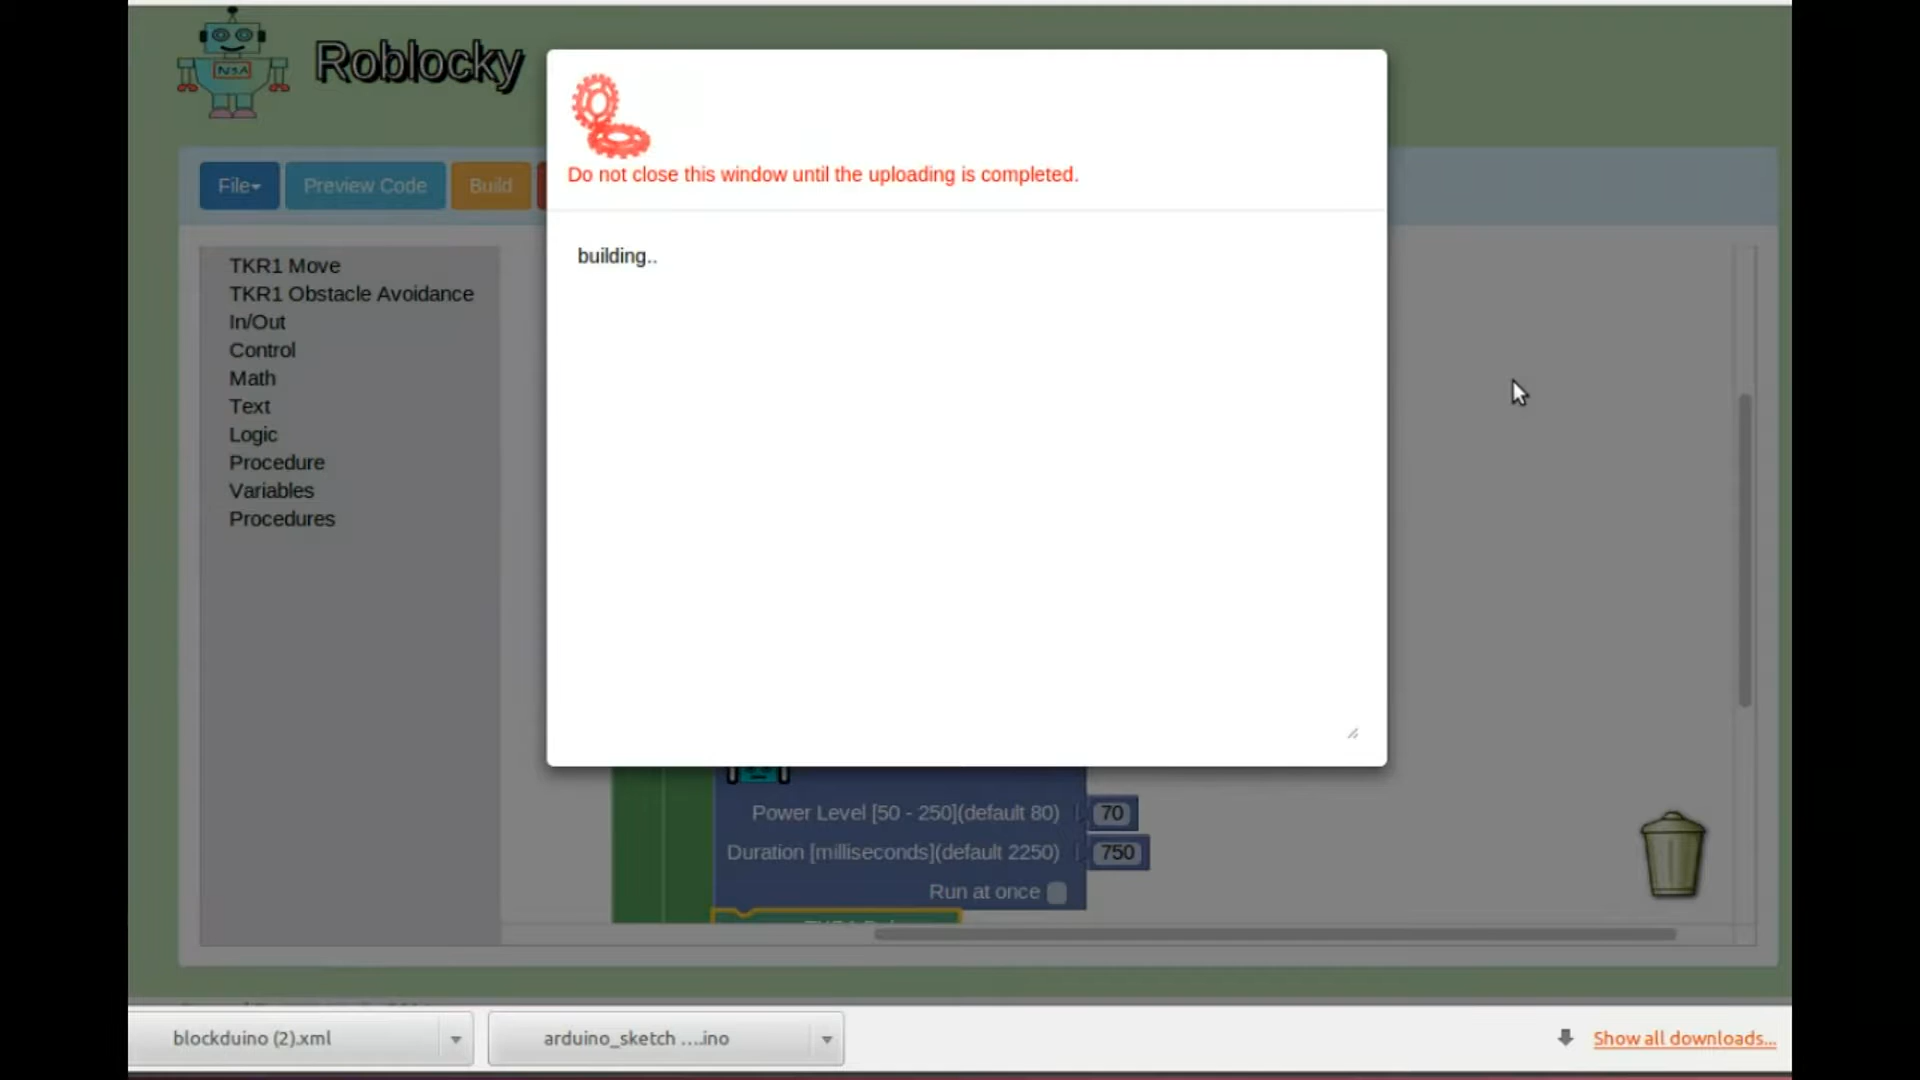 NSA
Roblocky
Do not close this window until the uploading is completed.
File
Preview Code
Build
building..
TKR1 Move
TKR1 Obstacle Avoidance
In/Out
Control
Math
Text
Logic
Procedure
Variables
Procedures
Power Level [50 - 250](default 80)
70
Duration [milliseconds](default 2250)
750
Run at once
blockduino (2).xml
arduino_sketch ....ino
Show all downloads...